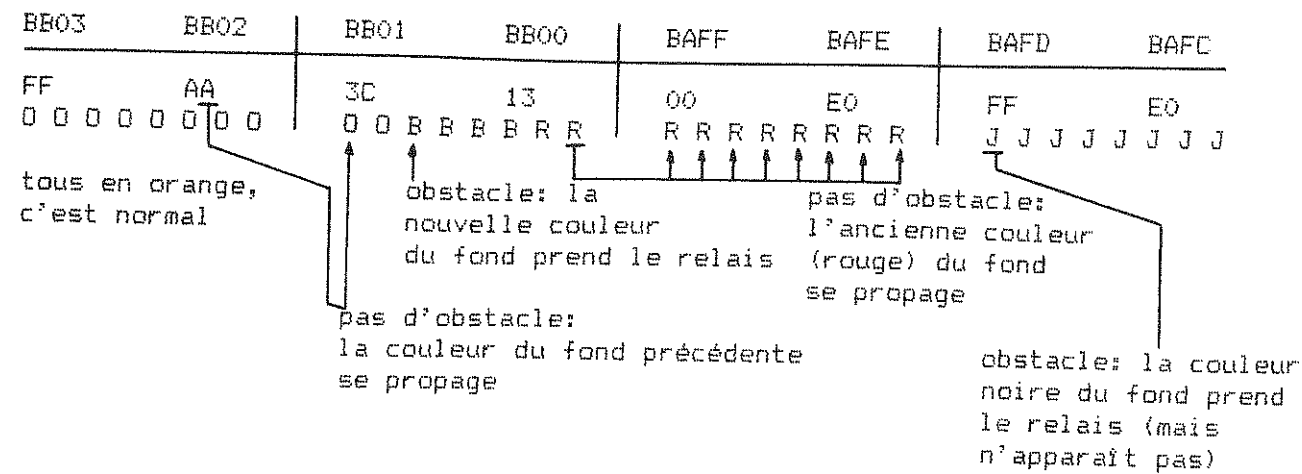 BB03 BB02 BB01 BB00 BAFF BAFE BAFD BAFC
FF AA 3C 13 00 E0 FF E0
O O O O O O O O O O B B B B R R R R R R R R R R J J J J J J J J
tous en orange,
c'est normal
obstacle: la
nouvelle couleur
du fond prend le relais
pas d'obstacle:
l'ancienne couleur
(rouge) du fond
se propage
pas d'obstacle:
la couleur du fond précédente
se propage
obstacle: la couleur
noire du fond prend
le relais (mais
n'apparaît pas)